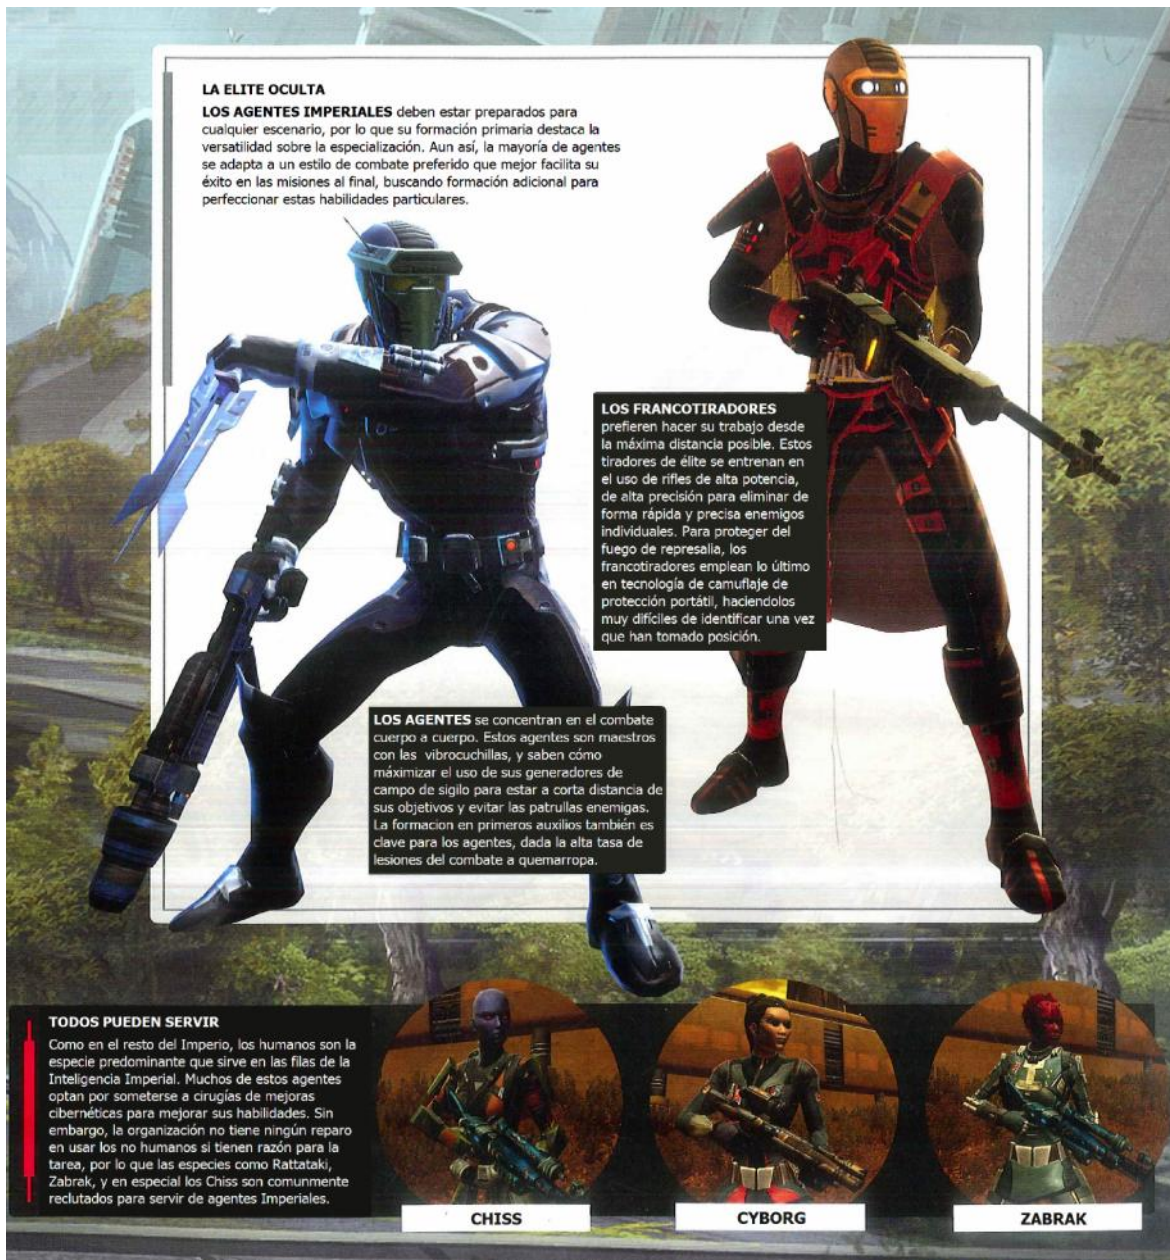 LA ELITE OCULTA
LOS AGENTES IMPERIALES deben estar preparados para
cualquier escenario, por lo que su formación primaria destaca la
versatilidad sobre la especialización. Aun así, la mayoría de agentes
se adapta a un estilo de combate preferido que mejor facilita su
éxito en las misiones al final, buscando formación adicional para
perfeccionar estas habilidades particulares.
LOS FRANCOTIRADORES
prefieren hacer su trabajo desde
la máxima distancia posible. Estos
tiradores de élite se entrenan en
el uso de rifles de alta potencia,
de alta precisión para eliminar de
forma rápida y precisa enemigos
individuales. Para proteger del
fuego de represalia, los
francotiradores emplean lo último
en tecnología de camuflaje de
protección portátil, haciendolos
muy difíciles de identificar una vez
que han tomado posición.
LOS AGENTES se concentran en el combate
cuerpo a cuerpo. Estos agentes son maestros
con las vibrocuchillas, y saben cómo
máximizar el uso de sus generadores de
campo de sigilo para estar a corta distancia de
sus objetivos y evitar las patrullas enemigas.
La formacion en primeros auxilios también es
clave para los agentes, dada la alta tasa de
lesiones del combate a quemarropa.
TODOS PUEDEN SERVIR
Como en el resto del Imperio, los humanos son la
especie predominante que sirve en las filas de la
Inteligencia Imperial. Muchos de estos agentes
optan por someterse a cirugías de mejoras
cibernéticas para mejorar sus habilidades. Sin
embargo, la organización no tiene ningún reparo
en usar los no humanos si tienen razón para la
tarea, por lo que las especies como Rattataki,
Zabrak, y en especial los Chiss son comunmente
reclutados para servir de agentes Imperiales.
CHISS
CYBORG
ZABRAK